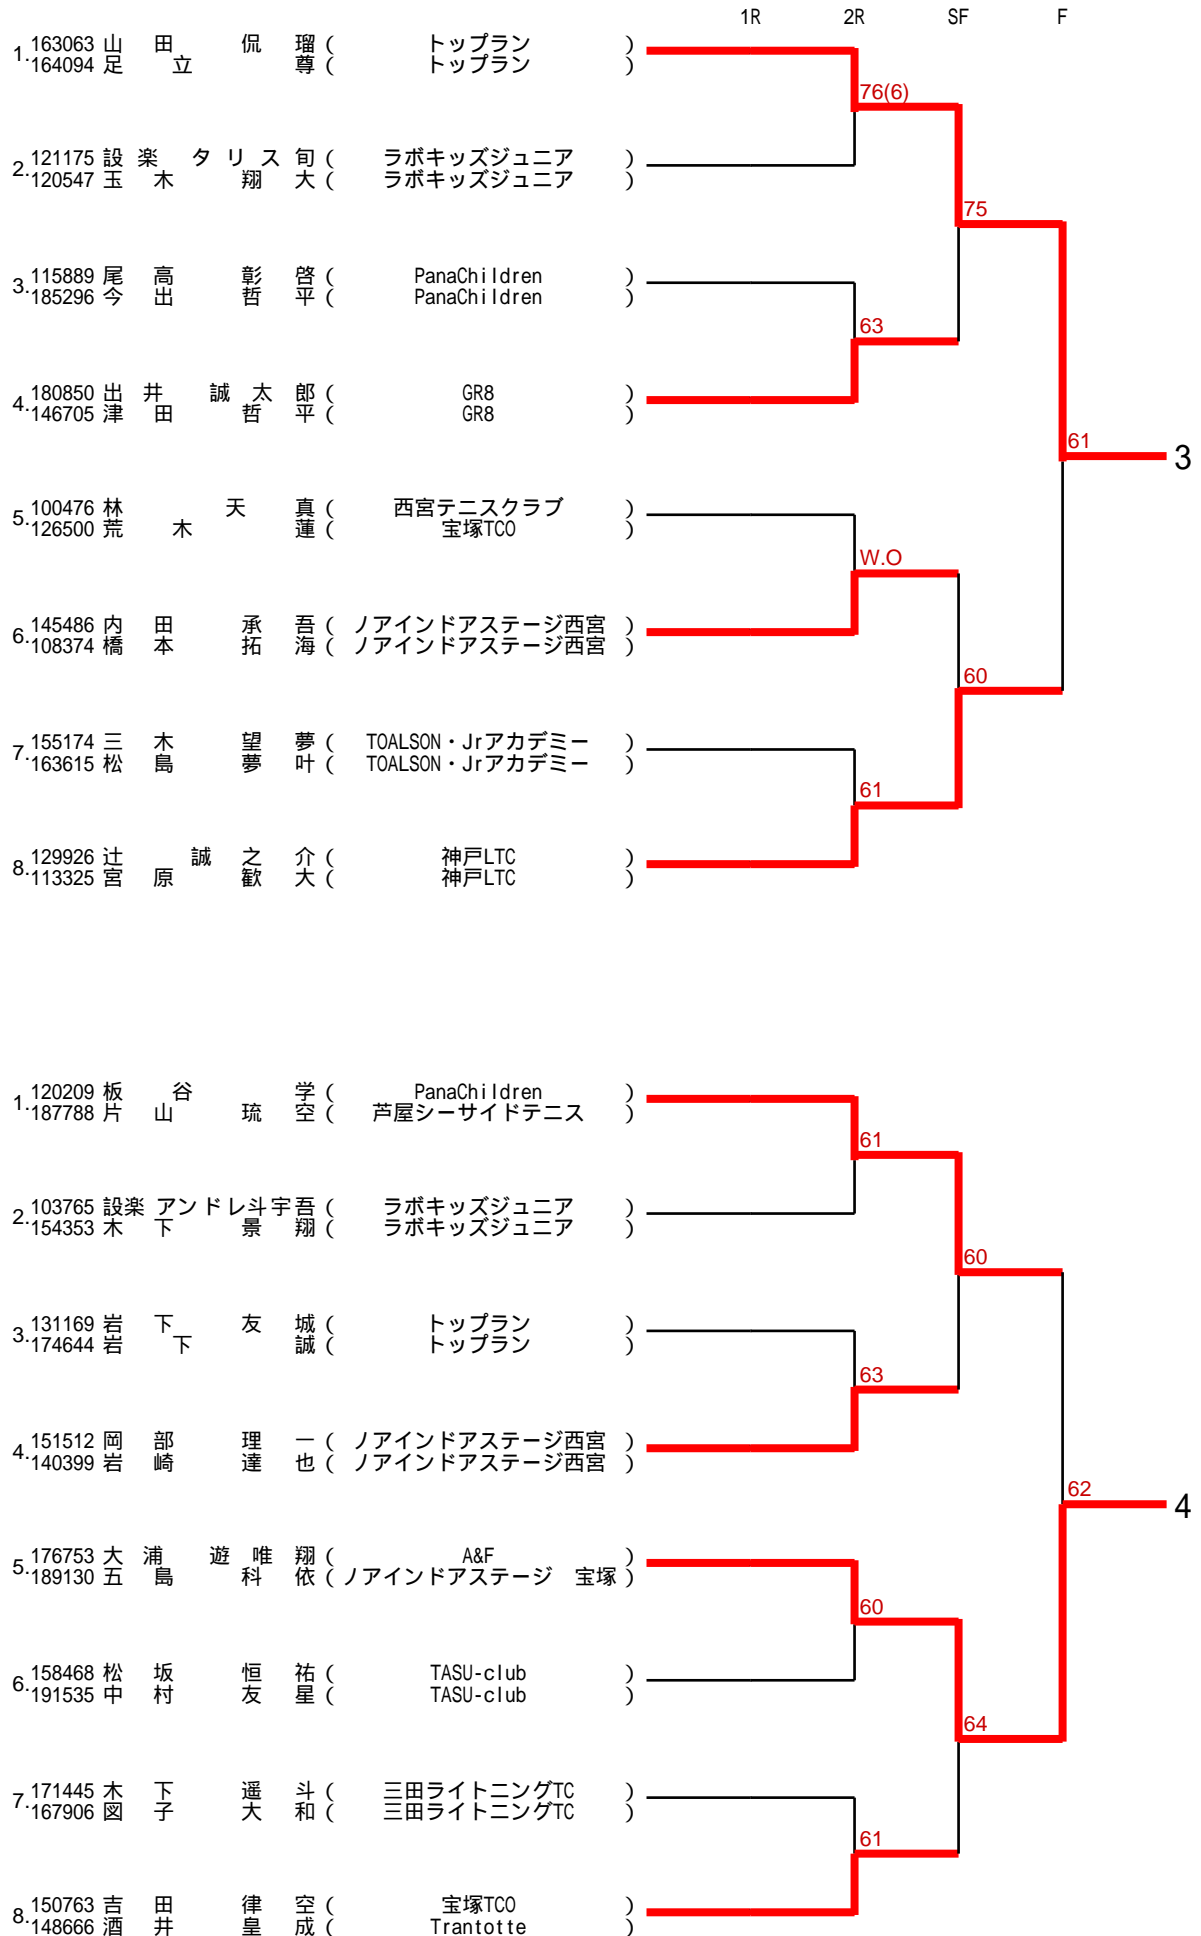 1R 2R SF F
1. 163063 山田 侃瑠 ( トップラン )
164094 足立 尊 ( トップラン )
76(6)
2. 121175 設楽 タリス旬 ( ラボキッズジュニア )
120547 玉木 翔大 ( ラボキッズジュニア )
75
3. 115889 尾高 彰啓 ( PanaChildren )
185296 今出 哲平 ( PanaChildren )
63
4. 180850 出井 誠太郎 ( GR8 )
146705 津田 哲平 ( GR8 )
61
3
5. 100476 林 天真 ( 西宮テニスクラブ )
126500 荒木 蓮 ( 宝塚TCO )
W.O
6. 145486 内田 承吾 ( ノアインドアステージ西宮 )
108374 橋本 拓海 ( ノアインドアステージ西宮 )
60
7. 155174 三木 望夢 ( TOALSON・Jrアカデミー )
163615 松島 夢叶 ( TOALSON・Jrアカデミー )
61
8. 129926 辻 誠之介 ( 神戸LTC )
113325 宮原 歓大 ( 神戸LTC )
1. 120209 板谷 学 ( PanaChildren )
187788 片山 琉空 ( 芦屋シーサイドテニス )
61
2. 103765 設楽 アンドレ斗宇吾 ( ラボキッズジュニア )
154353 木下 景翔 ( ラボキッズジュニア )
60
3. 131169 岩下 友城 ( トップラン )
174644 岩下 誠 ( トップラン )
63
4. 151512 岡部 理一 ( ノアインドアステージ西宮 )
140399 岩崎 達也 ( ノアインドアステージ西宮 )
62
4
5. 176753 大浦 遊唯翔 ( A&F )
189130 五島 科依 ( ノアインドアステージ 宝塚 )
60
6. 158468 松坂 恒祐 ( TASU-club )
191535 中村 友星 ( TASU-club )
64
7. 171445 木下 遥斗 ( 三田ライトニングTC )
167906 図子 大和 ( 三田ライトニングTC )
61
8. 150763 吉田 律空 ( 宝塚TCO )
148666 酒井 皇成 ( Trantotte )